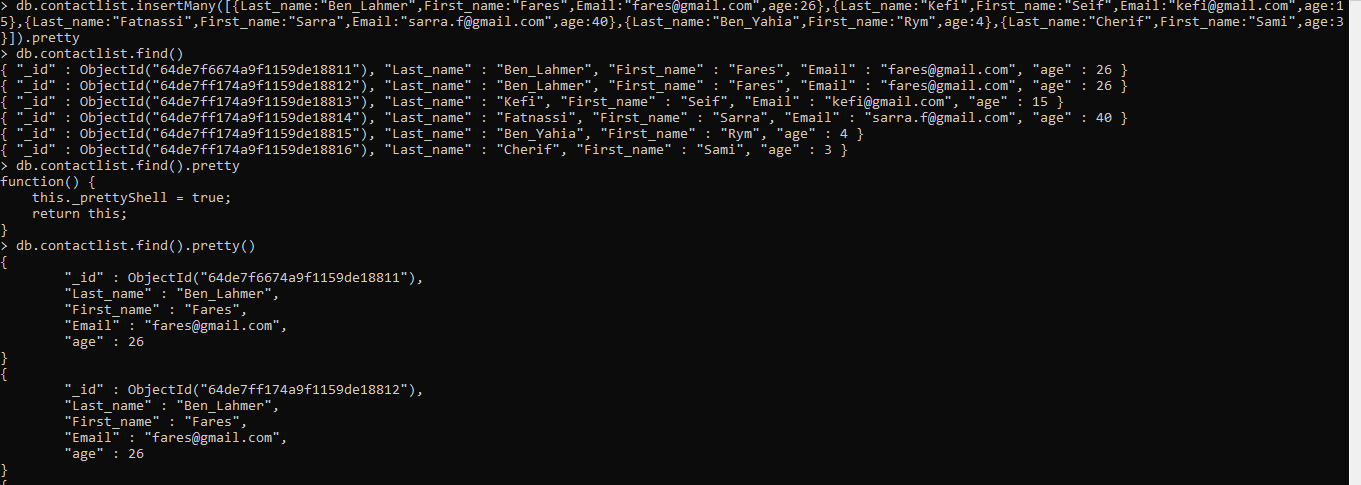 > db.contactlist.insertMany([{Last_name:"Ben_Lahmer",First_name:"Fares",Email:"fares@gmail.com",age:26},{Last_name:"Kefi",First_name:"Seif",Email:"kefi@gmail.com",age:1
5},{Last_name:"Fatnassi",First_name:"Sarra",Email:"sarra.f@gmail.com",age:40},{Last_name:"Ben_Yahia",First_name:"Rym",age:4},{Last_name:"Cherif",First_name:"Sami",age:3
}]).pretty
> db.contactlist.find()
{ "_id" : ObjectId("64de7f6674a9f1159de18811"), "Last_name" : "Ben_Lahmer", "First_name" : "Fares", "Email" : "fares@gmail.com", "age" : 26 }
{ "_id" : ObjectId("64de7ff174a9f1159de18812"), "Last_name" : "Ben_Lahmer", "First_name" : "Fares", "Email" : "fares@gmail.com", "age" : 26 }
{ "_id" : ObjectId("64de7ff174a9f1159de18813"), "Last_name" : "Kefi", "First_name" : "Seif", "Email" : "kefi@gmail.com", "age" : 15 }
{ "_id" : ObjectId("64de7ff174a9f1159de18814"), "Last_name" : "Fatnassi", "First_name" : "Sarra", "Email" : "sarra.f@gmail.com", "age" : 40 }
{ "_id" : ObjectId("64de7ff174a9f1159de18815"), "Last_name" : "Ben_Yahia", "First_name" : "Rym", "age" : 4 }
{ "_id" : ObjectId("64de7ff174a9f1159de18816"), "Last_name" : "Cherif", "First_name" : "Sami", "age" : 3 }
> db.contactlist.find().pretty
function() {
    this._prettyShell = true;
    return this;
}
> db.contactlist.find().pretty()
{
        "_id" : ObjectId("64de7f6674a9f1159de18811"),
        "Last_name" : "Ben_Lahmer",
        "First_name" : "Fares",
        "Email" : "fares@gmail.com",
        "age" : 26
}
{
        "_id" : ObjectId("64de7ff174a9f1159de18812"),
        "Last_name" : "Ben_Lahmer",
        "First_name" : "Fares",
        "Email" : "fares@gmail.com",
        "age" : 26
}
{